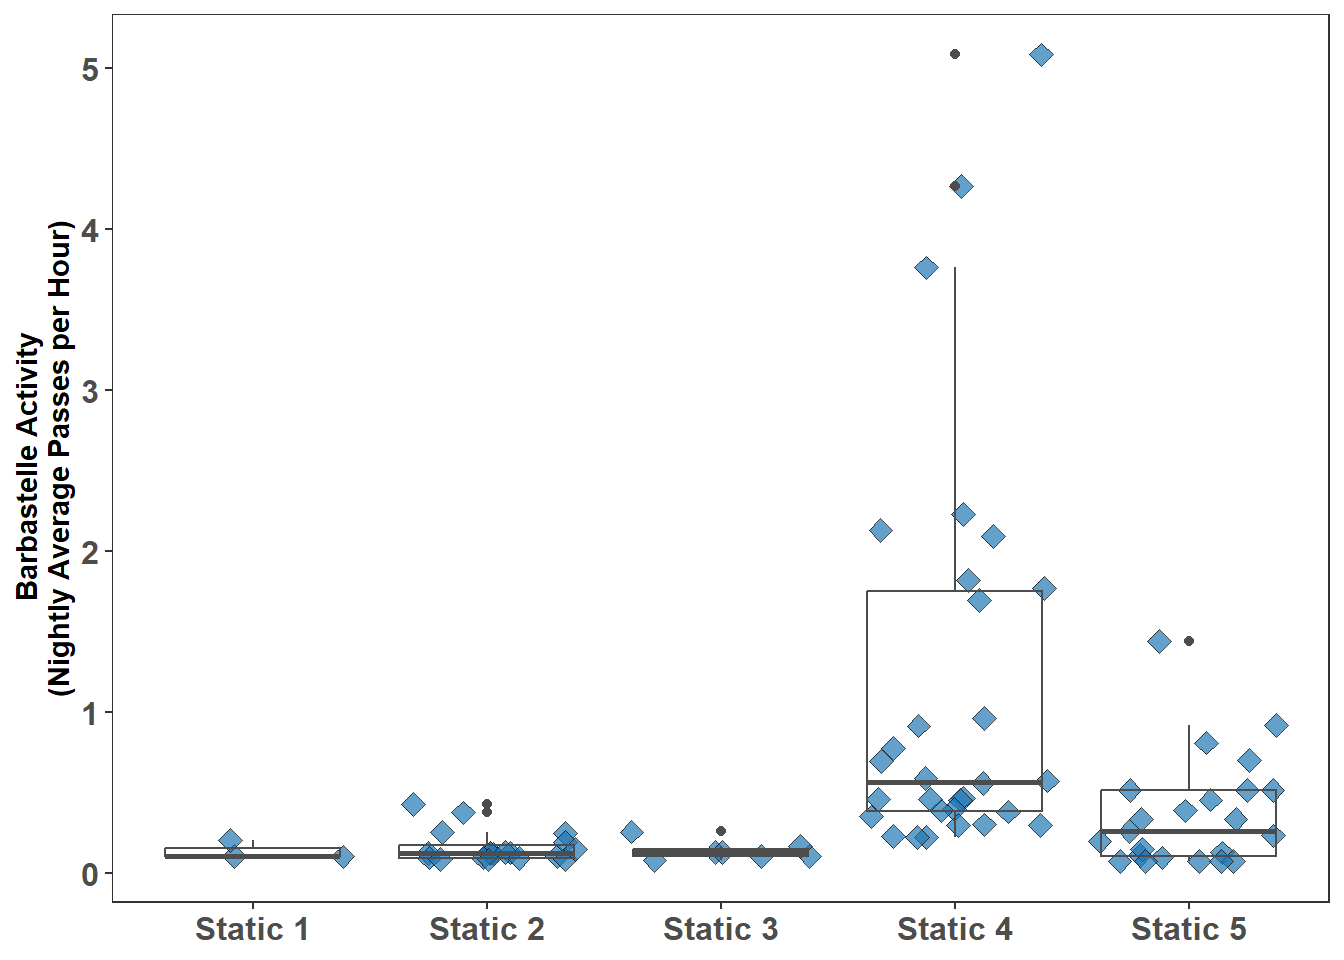 Barbastelle Activity
(Nightly Average Passes per Hour)
5
4
3
2
1
0
Static 1
Static 2
Static 3
Static 4
Static 5